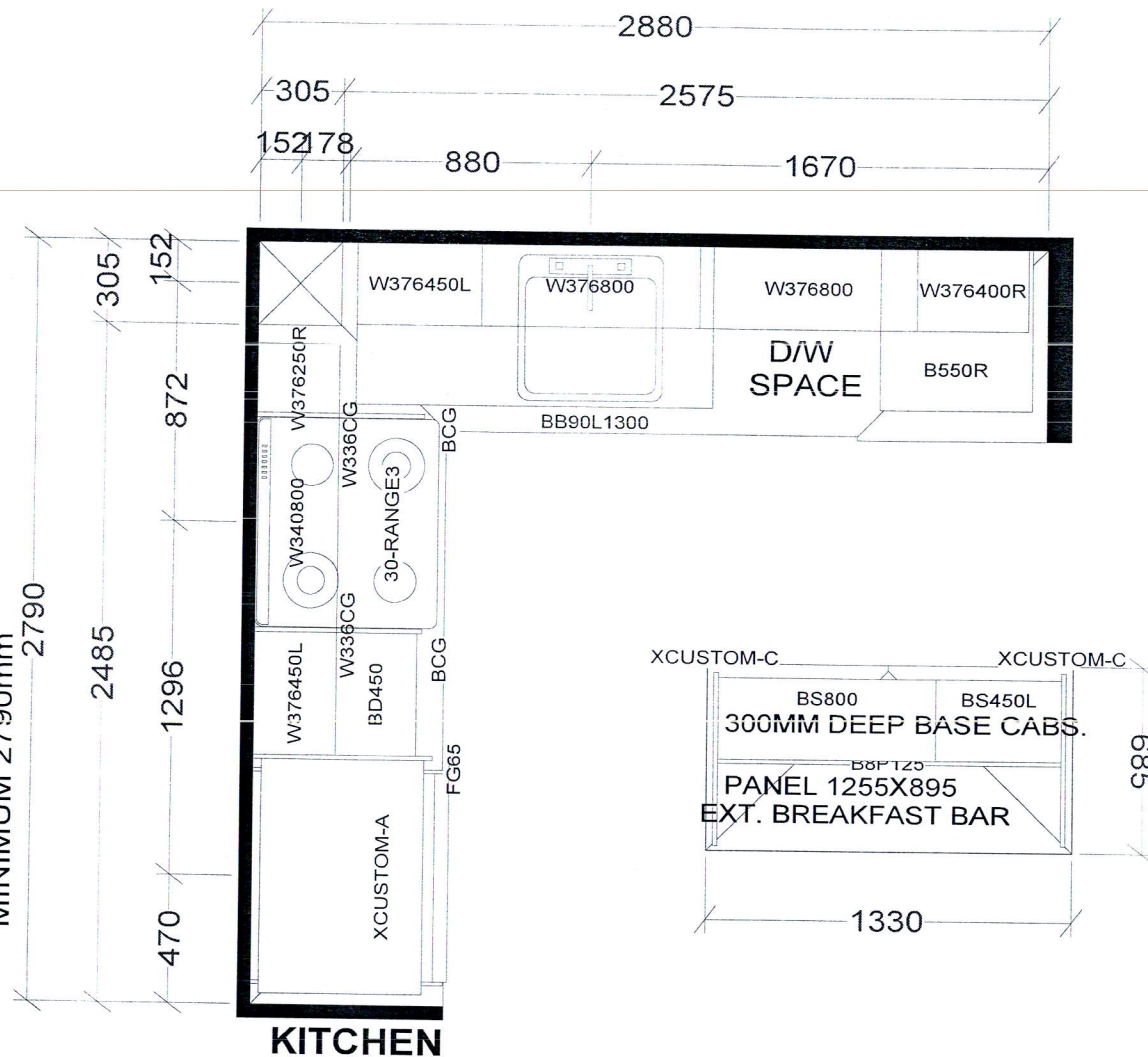 2880
305
2575
152
178
880
1670
152
305
872
2790
2485
1296
470
MINIMUM 2790mm
W376450L
W376800
W376800
W376400R
D/W
SPACE
B550R
BB90L1300
W376250R
W336CG
BCG
W340800
30-RANGE3
W336CG
BCG
W376450L
BD450
FG65
XCUSTOM-A
XCUSTOM-C
XCUSTOM-C
BS800
BS450L
300MM DEEP BASE CABS.
PANEL 1255X895
EXT. BREAKFAST BAR
685
1330
KITCHEN